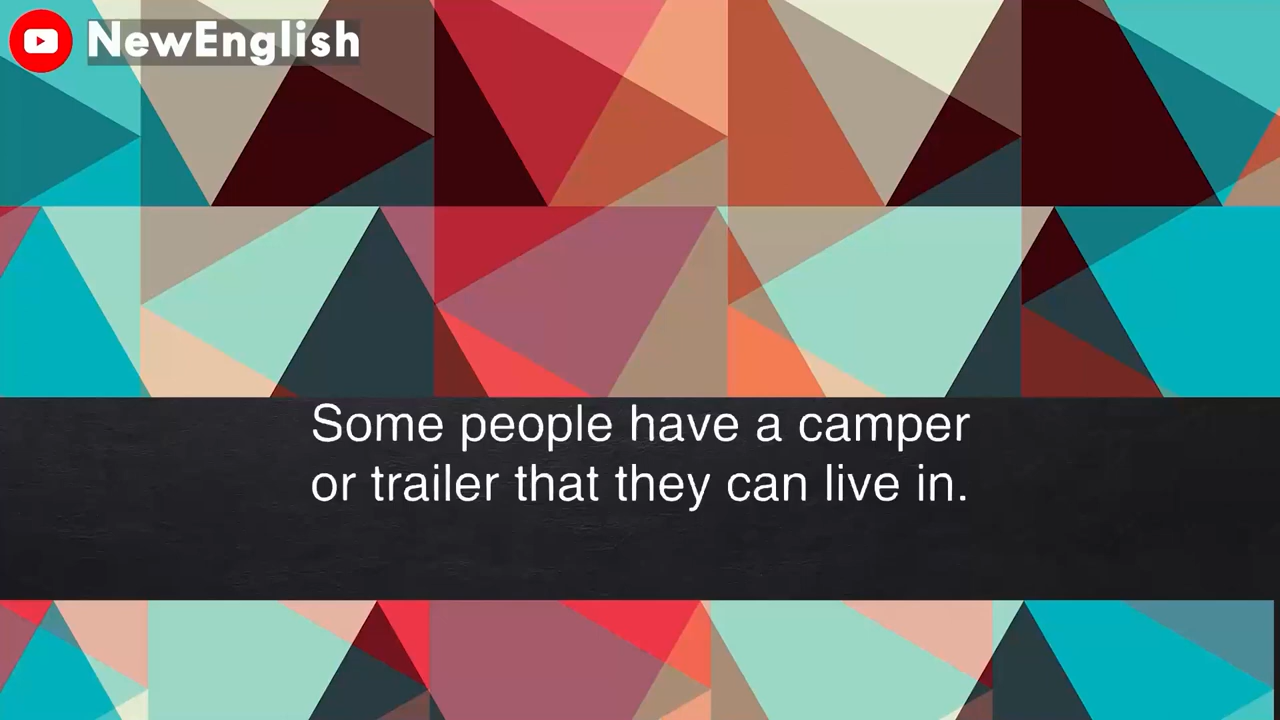 NewEnglish
Some people have a camper
or trailer that they can live in.